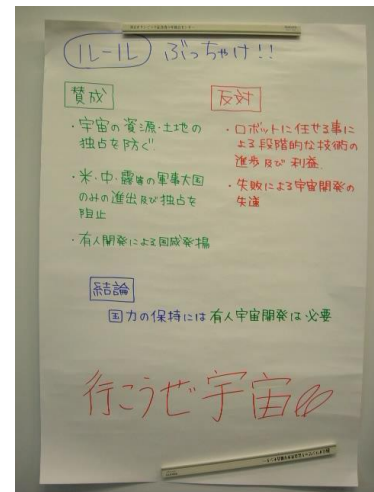 ルール ぶっちゃけ!!
賛成
・宇宙の資源・土地の
独占を防ぐ
・米・中・露等の軍事大国
のみの進出及び独占を
阻止
・有人開発による国威発揚
反対
・ロボットに任せる事に
よる段階的な技術の
進歩及び利益
・失敗による宇宙開発の
失速
結論
国力の保持には有人宇宙開発は必要
行こうぜ宇宙